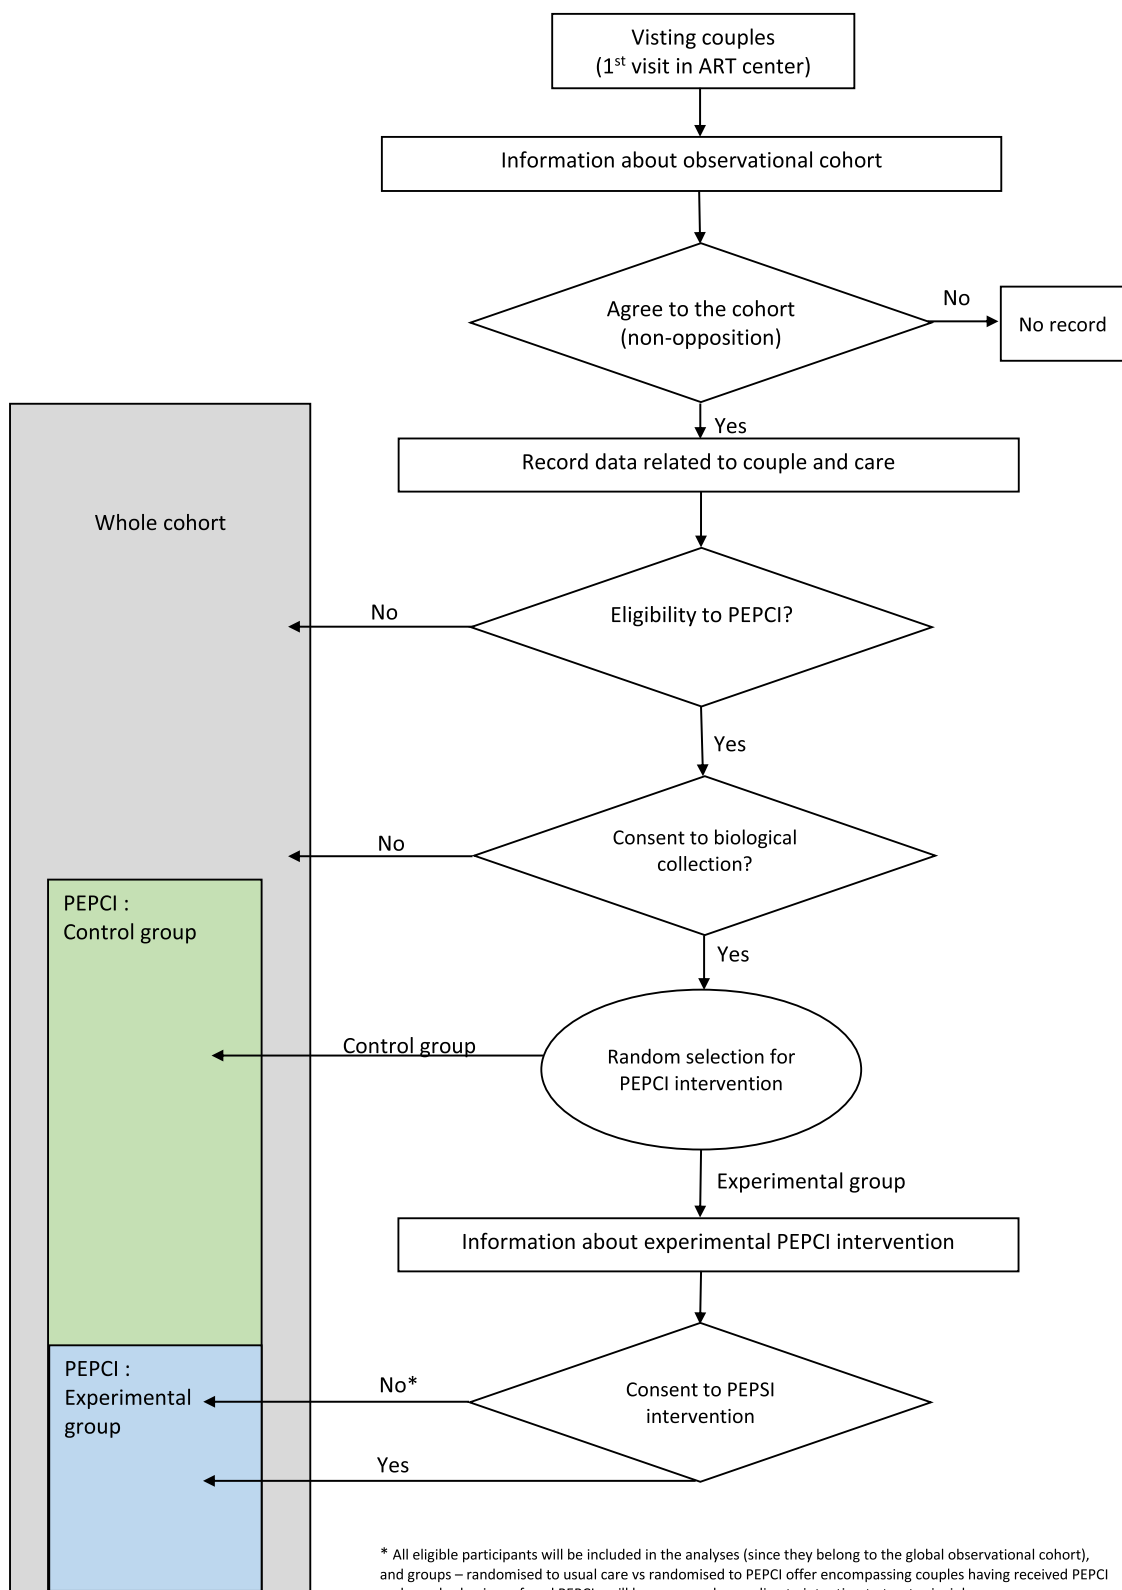 Visting couples
(1st visit in ART center)
Information about observational cohort
Agree to the cohort
(non-opposition)
No
No record
Yes
Record data related to couple and care
Whole cohort
Eligibility to PEPCI?
No
Yes
Consent to biological
collection?
No
PEPCI :
Control group
Yes
Random selection for
PEPCI intervention
Control group
Experimental group
Information about experimental PEPCI intervention
PEPCI :
Experimental
group
No*
Consent to PEPSI
intervention
Yes
* All eligible participants will be included in the analyses (since they belong to the global observational cohort),
and groups – randomised to usual care vs randomised to PEPCI offer encompassing couples having received PEPCI